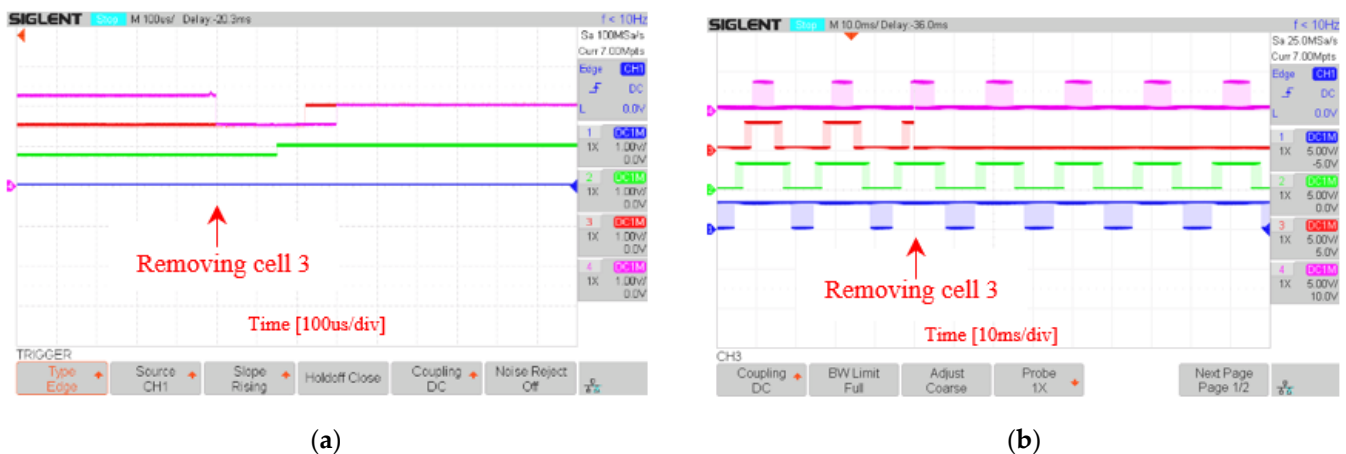 SIGLENT Stop M 100us/ Delay:-20.3ms f < 10Hz
Sa 100MSa/s
Curr 7.00Mpts
Edge CH1
DC
L 0.0V
1 DC1M
1X 1.00V/
0.0V
2 DC1M
1X 1.00V/
0.0V
3 DC1M
1X 1.00V/
0.0V
4 DC1M
1X 1.00V/
0.0V
Removing cell 3
Time [100us/div]
TRIGGER
Type Edge
Source CH1
Slope Rising
Holdoff Close
Coupling DC
Noise Reject Off
(a)
SIGLENT Stop M 10.0ms/ Delay:-36.0ms f < 10Hz
Sa 25.0MSa/s
Curr 7.00Mpts
Edge CH1
DC
L 0.0V
1 DC1M
1X 5.00V/
-5.0V
2 DC1M
1X 5.00V/
0.0V
3 DC1M
1X 5.00V/
5.0V
4 DC1M
1X 5.00V/
10.0V
Removing cell 3
Time [10ms/div]
CH3
Coupling DC
BW Limit Full
Adjust Coarse
Probe 1X
Next Page Page 1/2
(b)